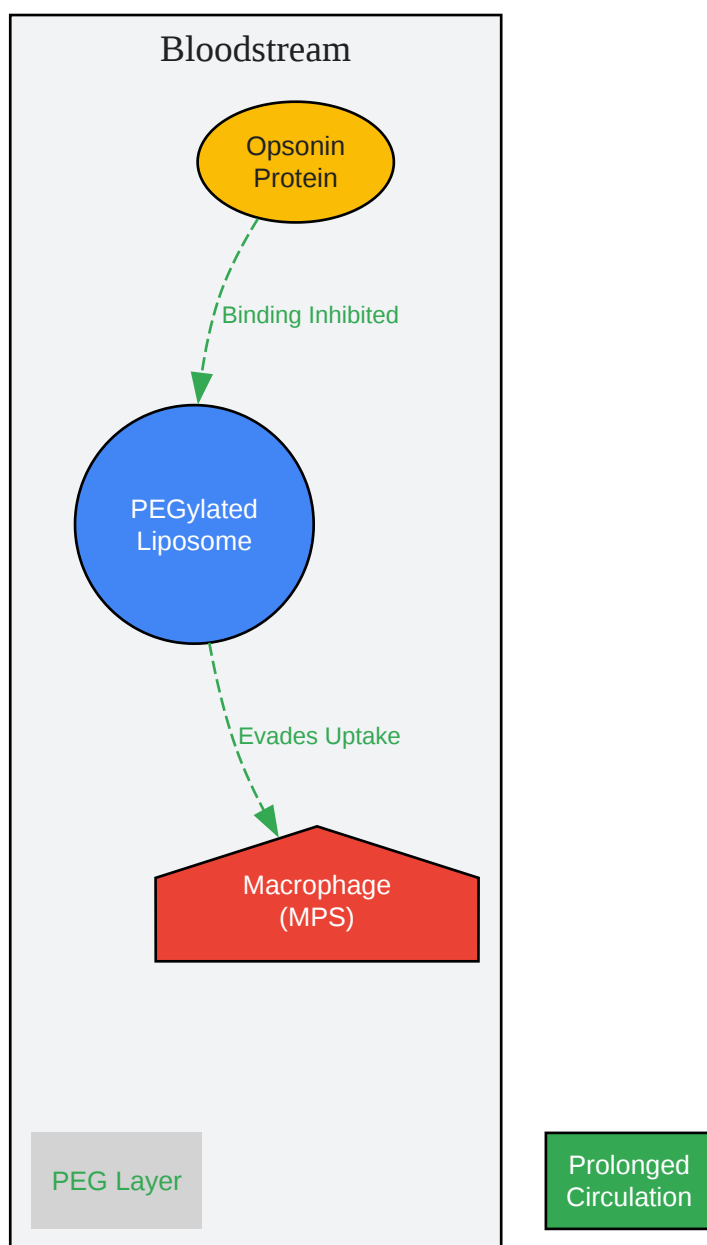 Bloodstream
Opsonin
Protein
Binding Inhibited
PEGylated
Liposome
Evades Uptake
Macrophage
(MPS)
PEG Layer
Prolonged
Circulation